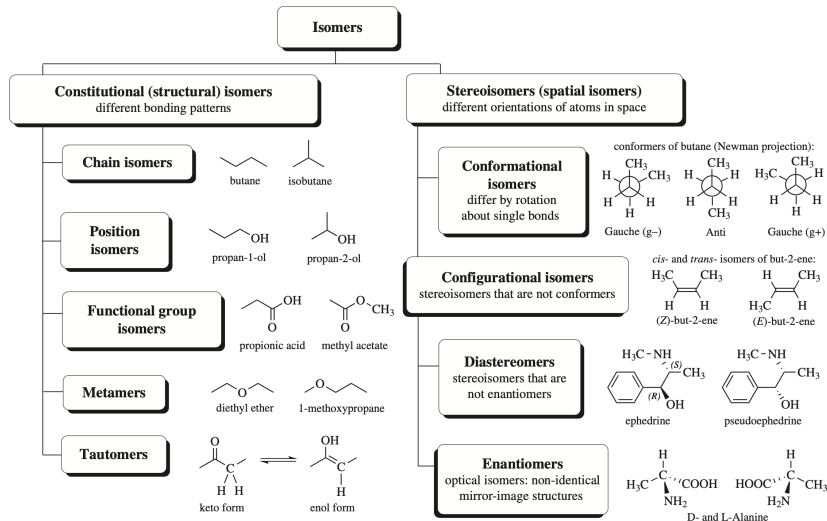 Isomers
Constitutional (structural) isomers
different bonding patterns
Chain isomers
butane
isobutane
Position
isomers
OH
propan-1-ol
OH
propan-2-ol
Functional group
isomers
OH
O
propionic acid
O
CH3
O
methyl acetate
Metamers
O
diethyl ether
O
1-methoxypropane
Tautomers
O
C
H H
keto form
OH
C
H
enol form
Stereoisomers (spatial isomers)
different orientations of atoms in space
Conformational
isomers
differ by rotation
about single bonds
conformers of butane (Newman projection):
CH3
H CH3
H H
H
Gauche (g–)
CH3
H H
H H
CH3
Anti
CH3
H3C H
H H
H
Gauche (g+)
Configurational isomers
stereoisomers that are not conformers
cis- and trans- isomers of but-2-ene:
H3C CH3
H H
(Z)-but-2-ene
H CH3
H3C H
(E)-but-2-ene
Diastereomers
stereoisomers that are
not enantiomers
H3C-NH
(S)
CH3
(R)
OH
ephedrine
H3C-NH
CH3
OH
pseudoephedrine
Enantiomers
optical isomers: non-identical
mirror-image structures
H
C
H3C COOH
NH2
H
C
HOOC CH3
H2N
D- and L-Alanine